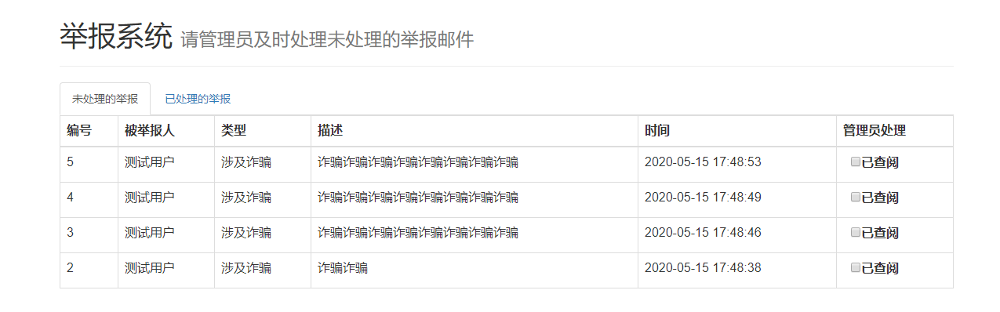 举报系统 请管理员及时处理未处理的举报邮件
未处理的举报 已处理的举报
编号 被举报人 类型 描述 时间 管理员处理
5 测试用户 涉及诈骗 诈骗诈骗诈骗诈骗诈骗诈骗诈骗诈骗 2020-05-15 17:48:53 已查阅
4 测试用户 涉及诈骗 诈骗诈骗诈骗诈骗诈骗诈骗诈骗诈骗 2020-05-15 17:48:49 已查阅
3 测试用户 涉及诈骗 诈骗诈骗诈骗诈骗诈骗诈骗诈骗诈骗 2020-05-15 17:48:46 已查阅
2 测试用户 涉及诈骗 诈骗诈骗 2020-05-15 17:48:38 已查阅